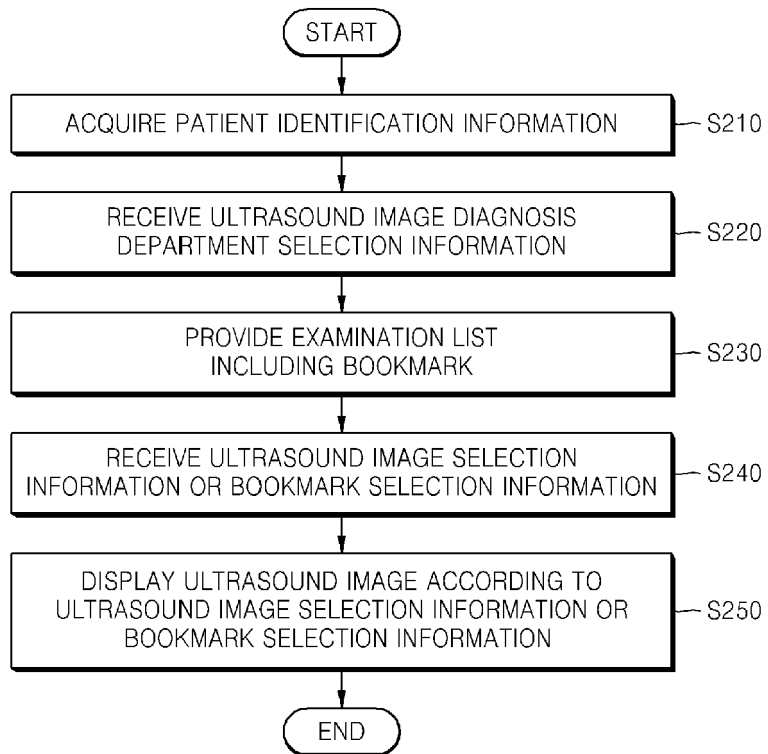 START
ACQUIRE PATIENT IDENTIFICATION INFORMATION
S210
RECEIVE ULTRASOUND IMAGE DIAGNOSIS
DEPARTMENT SELECTION INFORMATION
S220
PROVIDE EXAMINATION LIST
INCLUDING BOOKMARK
S230
RECEIVE ULTRASOUND IMAGE SELECTION
INFORMATION OR BOOKMARK SELECTION INFORMATION
S240
DISPLAY ULTRASOUND IMAGE ACCORDING TO
ULTRASOUND IMAGE SELECTION INFORMATION OR
BOOKMARK SELECTION INFORMATION
S250
END